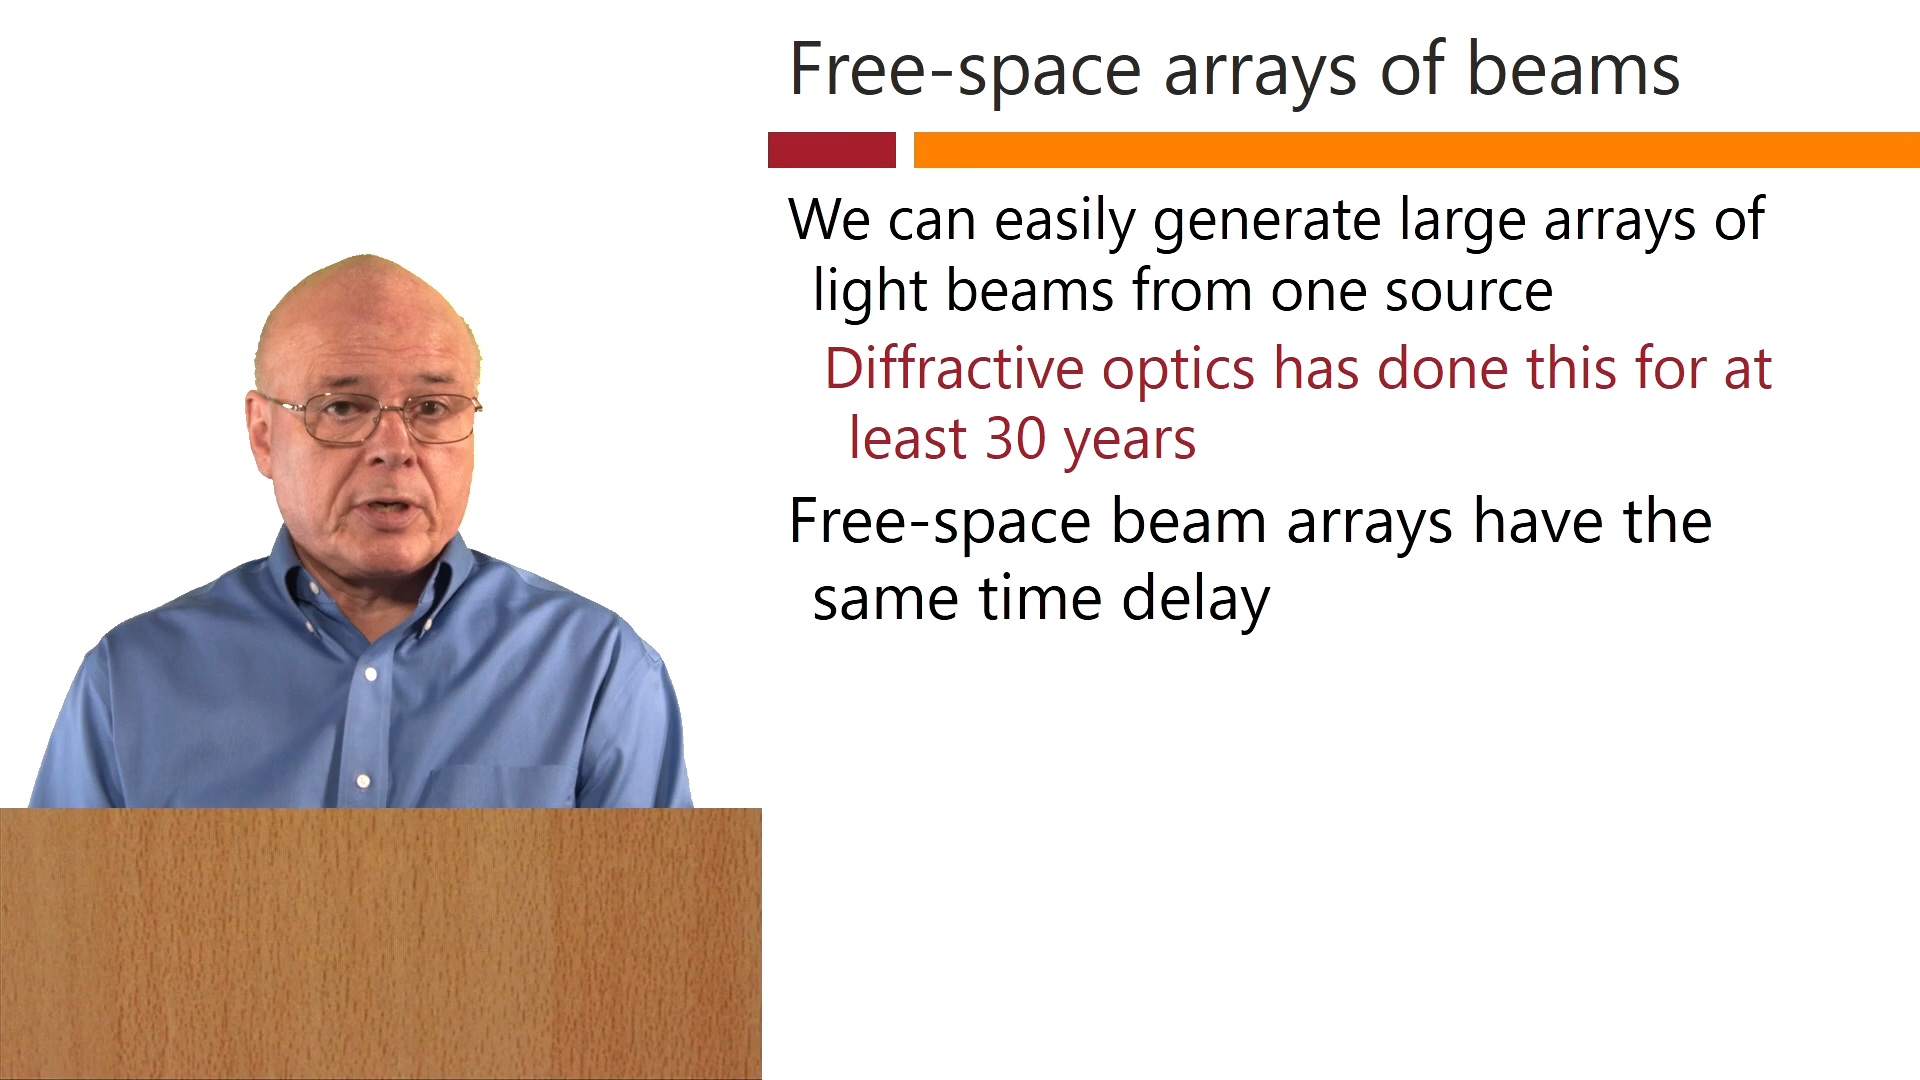 Free-space arrays of beams
We can easily generate large arrays of
light beams from one source
Diffractive optics has done this for at
least 30 years
Free-space beam arrays have the
same time delay